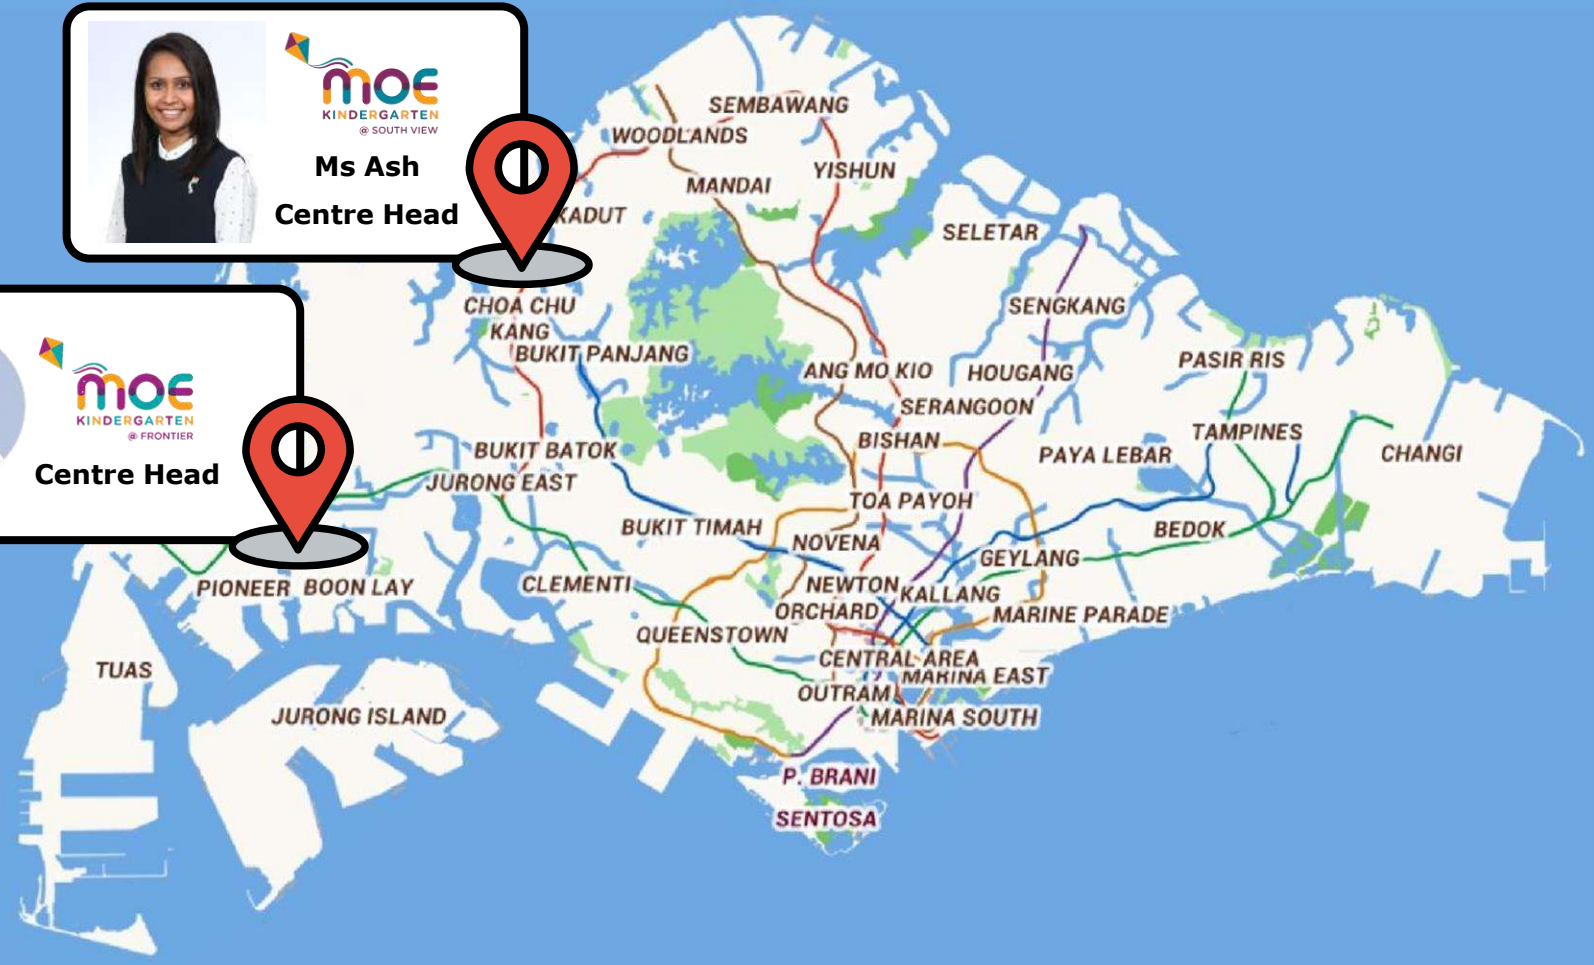 moe
KINDERGARTEN
@ SOUTH VIEW
Ms Ash
Centre Head
moe
KINDERGARTEN
@ FRONTIER
Centre Head
SEMBAWANG
WOODLANDS
YISHUN
MANDAI
KADUT
SELETAR
CHOA CHU
KANG
SENGKANG
BUKIT PANJANG
ANG MO KIO
HOUGANG
PASIR RIS
SERANGOON
BISHAN
TAMPINES
BUKIT BATOK
PAYA LEBAR
CHANGI
JURONG EAST
TOA PAYOH
BUKIT TIMAH
NOVENA
BEDOK
GEYLANG
PIONEER
BOON LAY
CLEMENTI
NEWTON
KALLANG
ORCHARD
MARINE PARADE
QUEENSTOWN
CENTRAL AREA
TUAS
MARINA EAST
OUTRAM
JURONG ISLAND
MARINA SOUTH
P. BRANI
SENTOSA